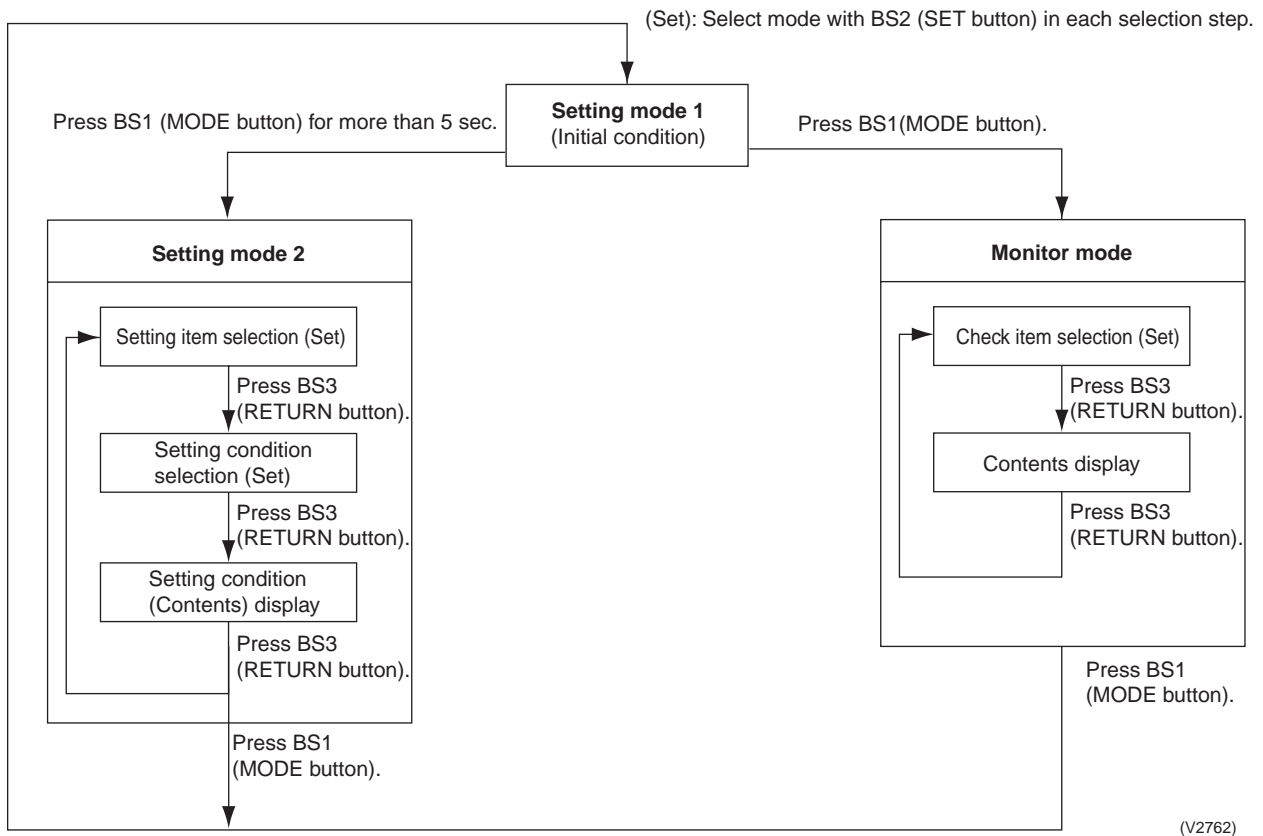 (Set): Select mode with BS2 (SET button) in each selection step.
Setting mode 1
(Initial condition)
Press BS1 (MODE button) for more than 5 sec.
Press BS1(MODE button).
Setting mode 2
Setting item selection (Set)
Press BS3
(RETURN button).
Setting condition
selection (Set)
Press BS3
(RETURN button).
Setting condition
(Contents) display
Press BS3
(RETURN button).
Press BS1
(MODE button).
Monitor mode
Check item selection (Set)
Press BS3
(RETURN button).
Contents display
Press BS3
(RETURN button).
Press BS1
(MODE button).
(V2762)